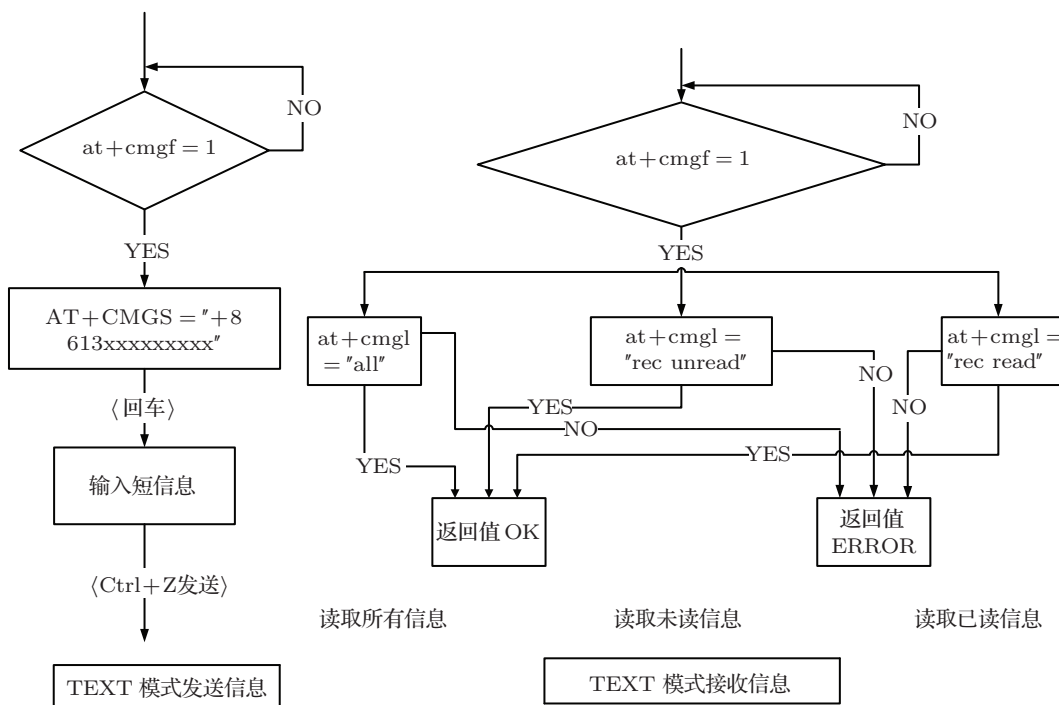 NO
at+cmgf=1
YES
AT+CMGS="+8
613xxxxxxxxx"
〈回车〉
输入短信息
〈Ctrl+Z发送〉
TEXT 模式发送信息
NO
at+cmgf=1
YES
at+cmgl
="all"
at+cmgl=
"rec unread"
at+cmgl=
"rec read"
NO
NO
YES
NO
YES
YES
返回值 OK
返回值
ERROR
读取所有信息
读取未读信息
读取已读信息
TEXT 模式接收信息